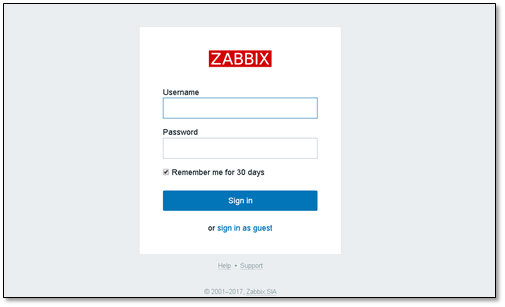 ZABBIX
Username
Password
Remember me for 30 days
Sign in
or sign in as guest
Help • Support
© 2001–2017, Zabbix SIA